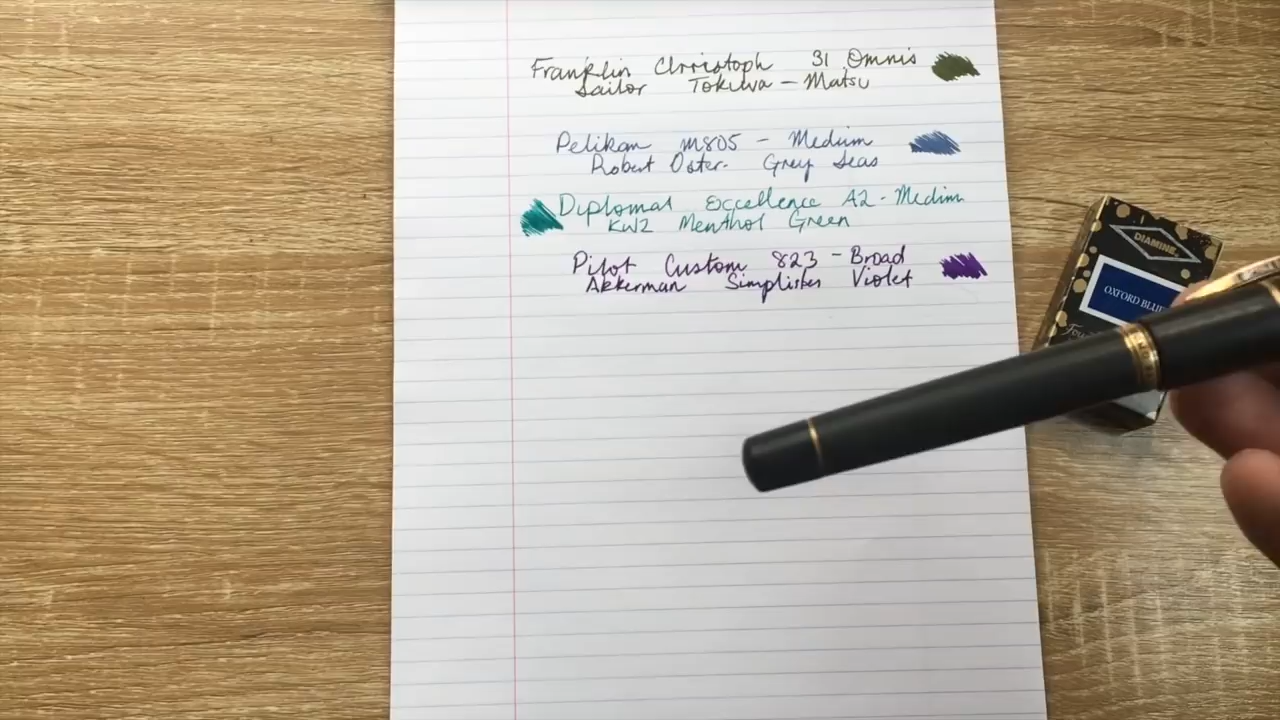 Franklin Christoph 31 Omnis
Sailor Tokiwa - Matsu
Pelikan M805 - Medium
Robert Oster. Grey Seas
Diplomat Excellence A2 - Medium
KWZ Menthol Green
Pilot Custom 823 - Broad
Akkerman Simplisties Violet
DIAMINE
OXFORD BLUE